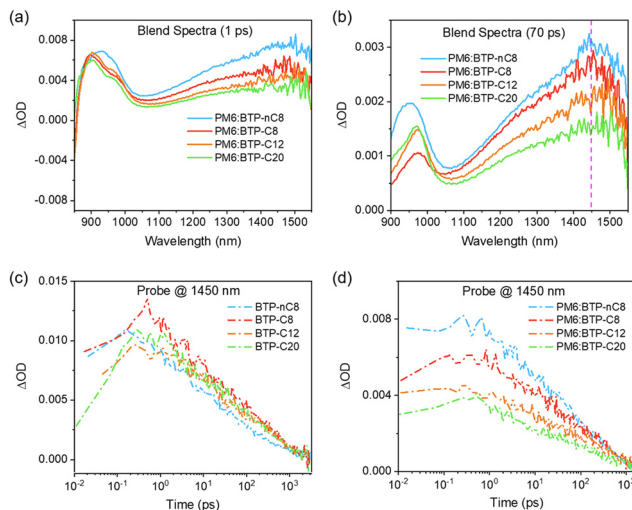 (a)
Blend Spectra (1 ps)
0.008
0.004
0.000
-0.004
-0.008
ΔOD
PM6:BTP-nC8
PM6:BTP-C8
PM6:BTP-C12
PM6:BTP-C20
900 1000 1100 1200 1300 1400 1500
Wavelength (nm)
(b)
Blend Spectra (70 ps)
0.003
0.002
0.001
0.000
ΔOD
PM6:BTP-nC8
PM6:BTP-C8
PM6:BTP-C12
PM6:BTP-C20
900 1000 1100 1200 1300 1400 1500
Wavelength (nm)
(c)
Probe @ 1450 nm
0.015
0.010
0.005
0.000
ΔOD
BTP-nC8
BTP-C8
BTP-C12
BTP-C20
10⁻² 10⁻¹ 10⁰ 10¹ 10² 10³
Time (ps)
(d)
Probe @ 1450 nm
0.008
0.004
0.000
ΔOD
PM6:BTP-nC8
PM6:BTP-C8
PM6:BTP-C12
PM6:BTP-C20
10⁻² 10⁻¹ 10⁰ 10¹ 10² 10³
Time (ps)